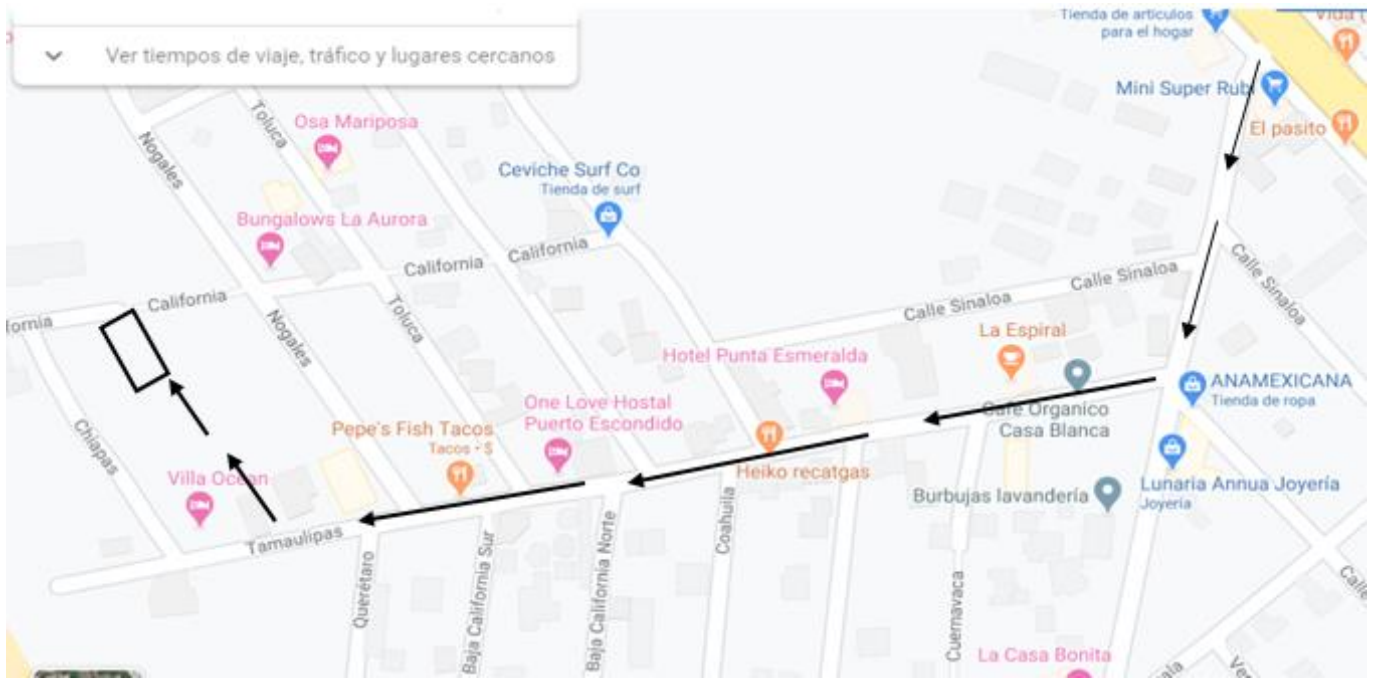 Ver tiempos de viaje, tráfico y lugares cercanos
Tienda de artículos
para el hogar
Mini Super Rubí
El pasito
Toluca
Osa Mariposa
Nogales
Ceviche Surf Co
Tienda de surf
Bungalows La Aurora
California
California
California
Calle Sinaloa
Calle Sinaloa
Calle Sinaloa
Nogales
Toluca
La Espiral
Hotel Punta Esmeralda
ANAMEXICANA
Tienda de ropa
Café Organico
Casa Blanca
One Love Hostal
Puerto Escondido
Pepe's Fish Tacos
Tacos • $
Heiko recatgas
Chiapas
Villa Ocean
Burbujas lavandería
Lunaria Annua Joyería
Joyería
Tamaulipas
Querétaro
Baja California Sur
Baja California Norte
Coahuila
Cuernavaca
Calle
La Casa Bonita